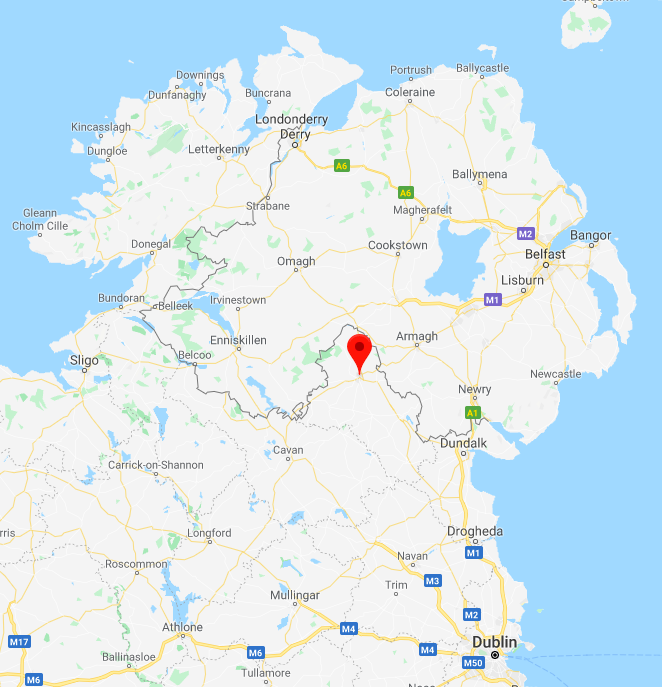 Campbeltown
Downings
Portrush
Ballycastle
Dunfanaghy
Buncrana
Coleraine
Kincasslagh
Londonderry
Derry
Dungloe
Letterkenny
A6
Ballymena
A6
Strabane
Magherafelt
Gleann
Cholm Cille
M2
Bangor
Donegal
Cookstown
Belfast
Omagh
Lisburn
Bundoran
Belleek
Irvinestown
M1
Enniskillen
Armagh
Belcoo
Sligo
Newcastle
Newry
A1
Dundalk
Cavan
Carrick-on-Shannon
rris
Longford
Drogheda
M1
Roscommon
Navan
M3
Trim
Mullingar
M2
Athlone
M4
M17
M6
M4
Dublin
Ballinasloe
M50
Tullamore
M6